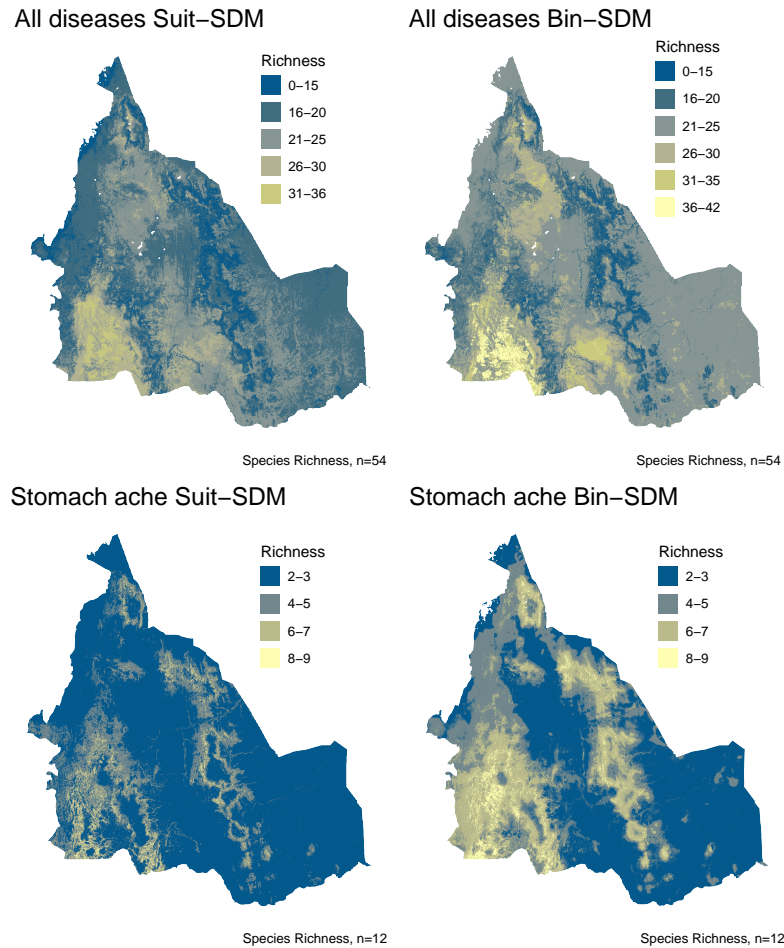 All diseases Suit−SDM
Richness
0−15
16−20
21−25
26−30
31−36
Species Richness, n=54
All diseases Bin−SDM
Richness
0−15
16−20
21−25
26−30
31−35
36−42
Species Richness, n=54
Stomach ache Suit−SDM
Richness
2−3
4−5
6−7
8−9
Species Richness, n=12
Stomach ache Bin−SDM
Richness
2−3
4−5
6−7
8−9
Species Richness, n=12